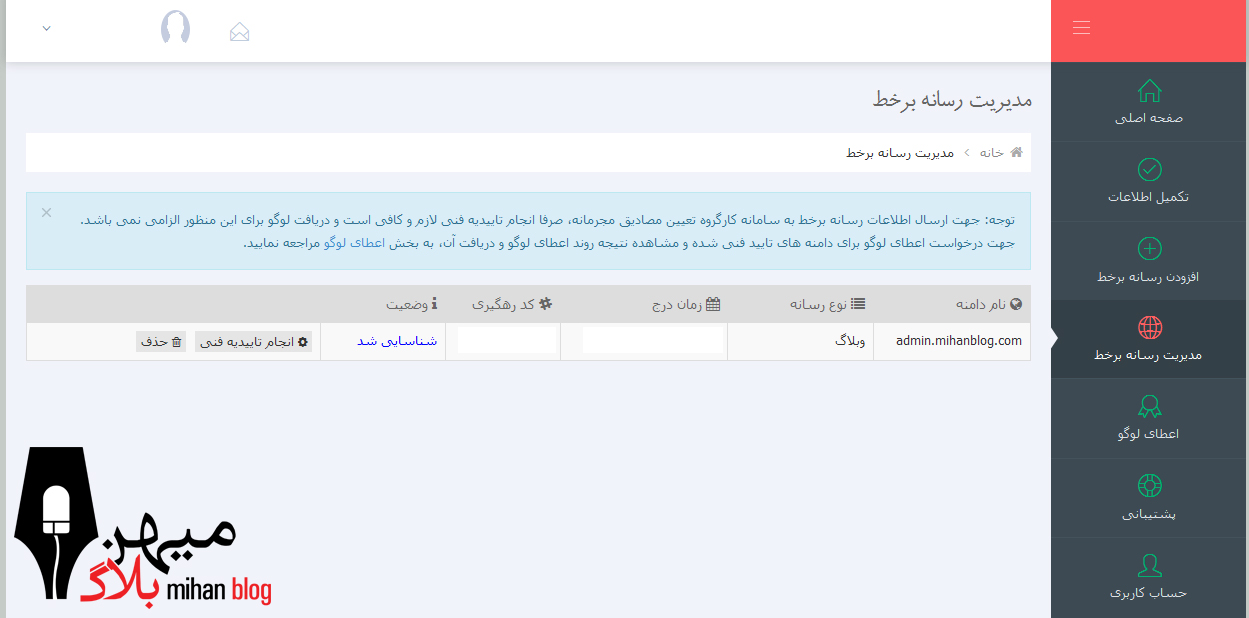 صفحه اصلی
تکمیل اطلاعات
افزودن رسانه برخط
مدیریت رسانه برخط
اعطای لوگو
پشتیبانی
حساب کاربری
مدیریت رسانه برخط
خانه > مدیریت رسانه برخط
توجه: جهت ارسال اطلاعات رسانه برخط به سامانه کارگروه تعیین مصادیق مجرمانه، صرفا انجام تاییدیه فنی لازم و کافی است و دریافت لوگو برای این منظور الزامی نمی باشد.
جهت درخواست اعطای لوگو برای دامنه های تایید فنی شده و مشاهده نتیجه روند اعطای لوگو و دریافت آن، به بخش اعطای لوگو مراجعه نمایید.
×
نام دامنه نوع رسانه زمان درج کد رهگیری وضعیت
admin.mihanblog.com وبلاگ شناسایی شد انجام تاییدیه فنی حذف
میهن
بلاگ mihan blog